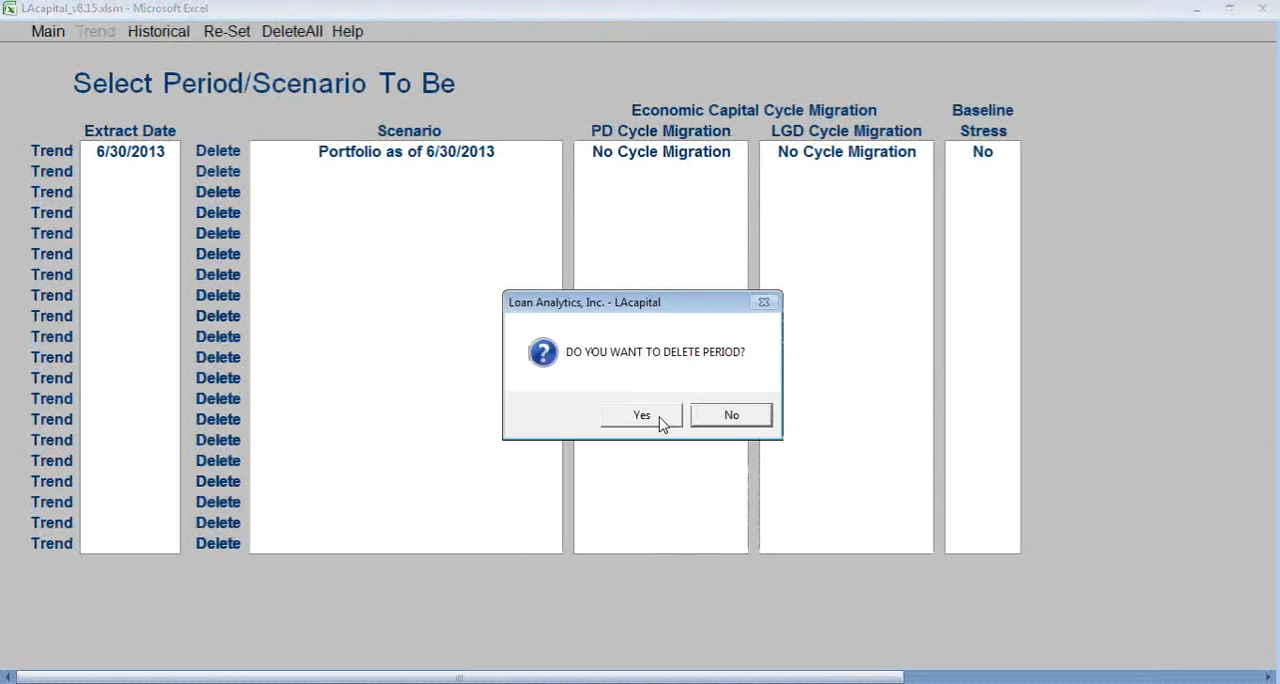 LAcapital_v8.15.xlsm - Microsoft Excel
Main Trend Historical Re-Set DeleteAll Help
Select Period/Scenario To Be
Economic Capital Cycle Migration Baseline
Extract Date Scenario PD Cycle Migration LGD Cycle Migration Stress
Trend 6/30/2013 Delete Portfolio as of 6/30/2013 No Cycle Migration No Cycle Migration No
Trend Delete
Trend Delete
Trend Delete
Trend Delete
Trend Delete
Trend Delete
Trend Delete
Loan Analytics, Inc. - LAcapital
Trend Delete
Trend Delete
DO YOU WANT TO DELETE PERIOD?
Trend Delete
Trend Delete
Trend Delete
Trend Delete
Yes No
Trend Delete
Trend Delete
Trend Delete
Trend Delete
Trend Delete
Trend Delete